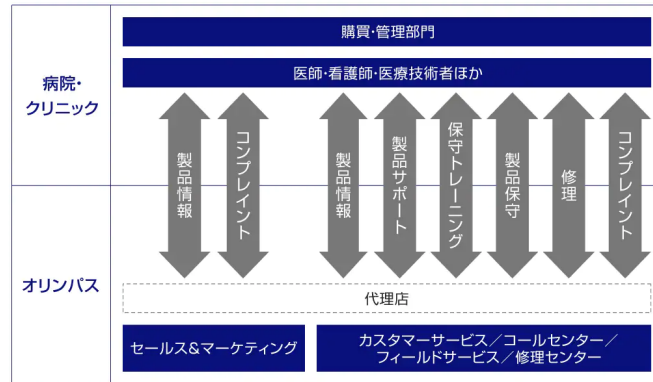 購買・管理部門
医師・看護師・医療技術者ほか
病院・
クリニック
製品情報
コンプレイント
製品情報
製品サポート
保守トレーニング
製品保守
修理
コンプレイント
オリンパス
代理店
セールス&マーケティング
カスタマーサービス／コールセンター／
フィールドサービス／修理センター